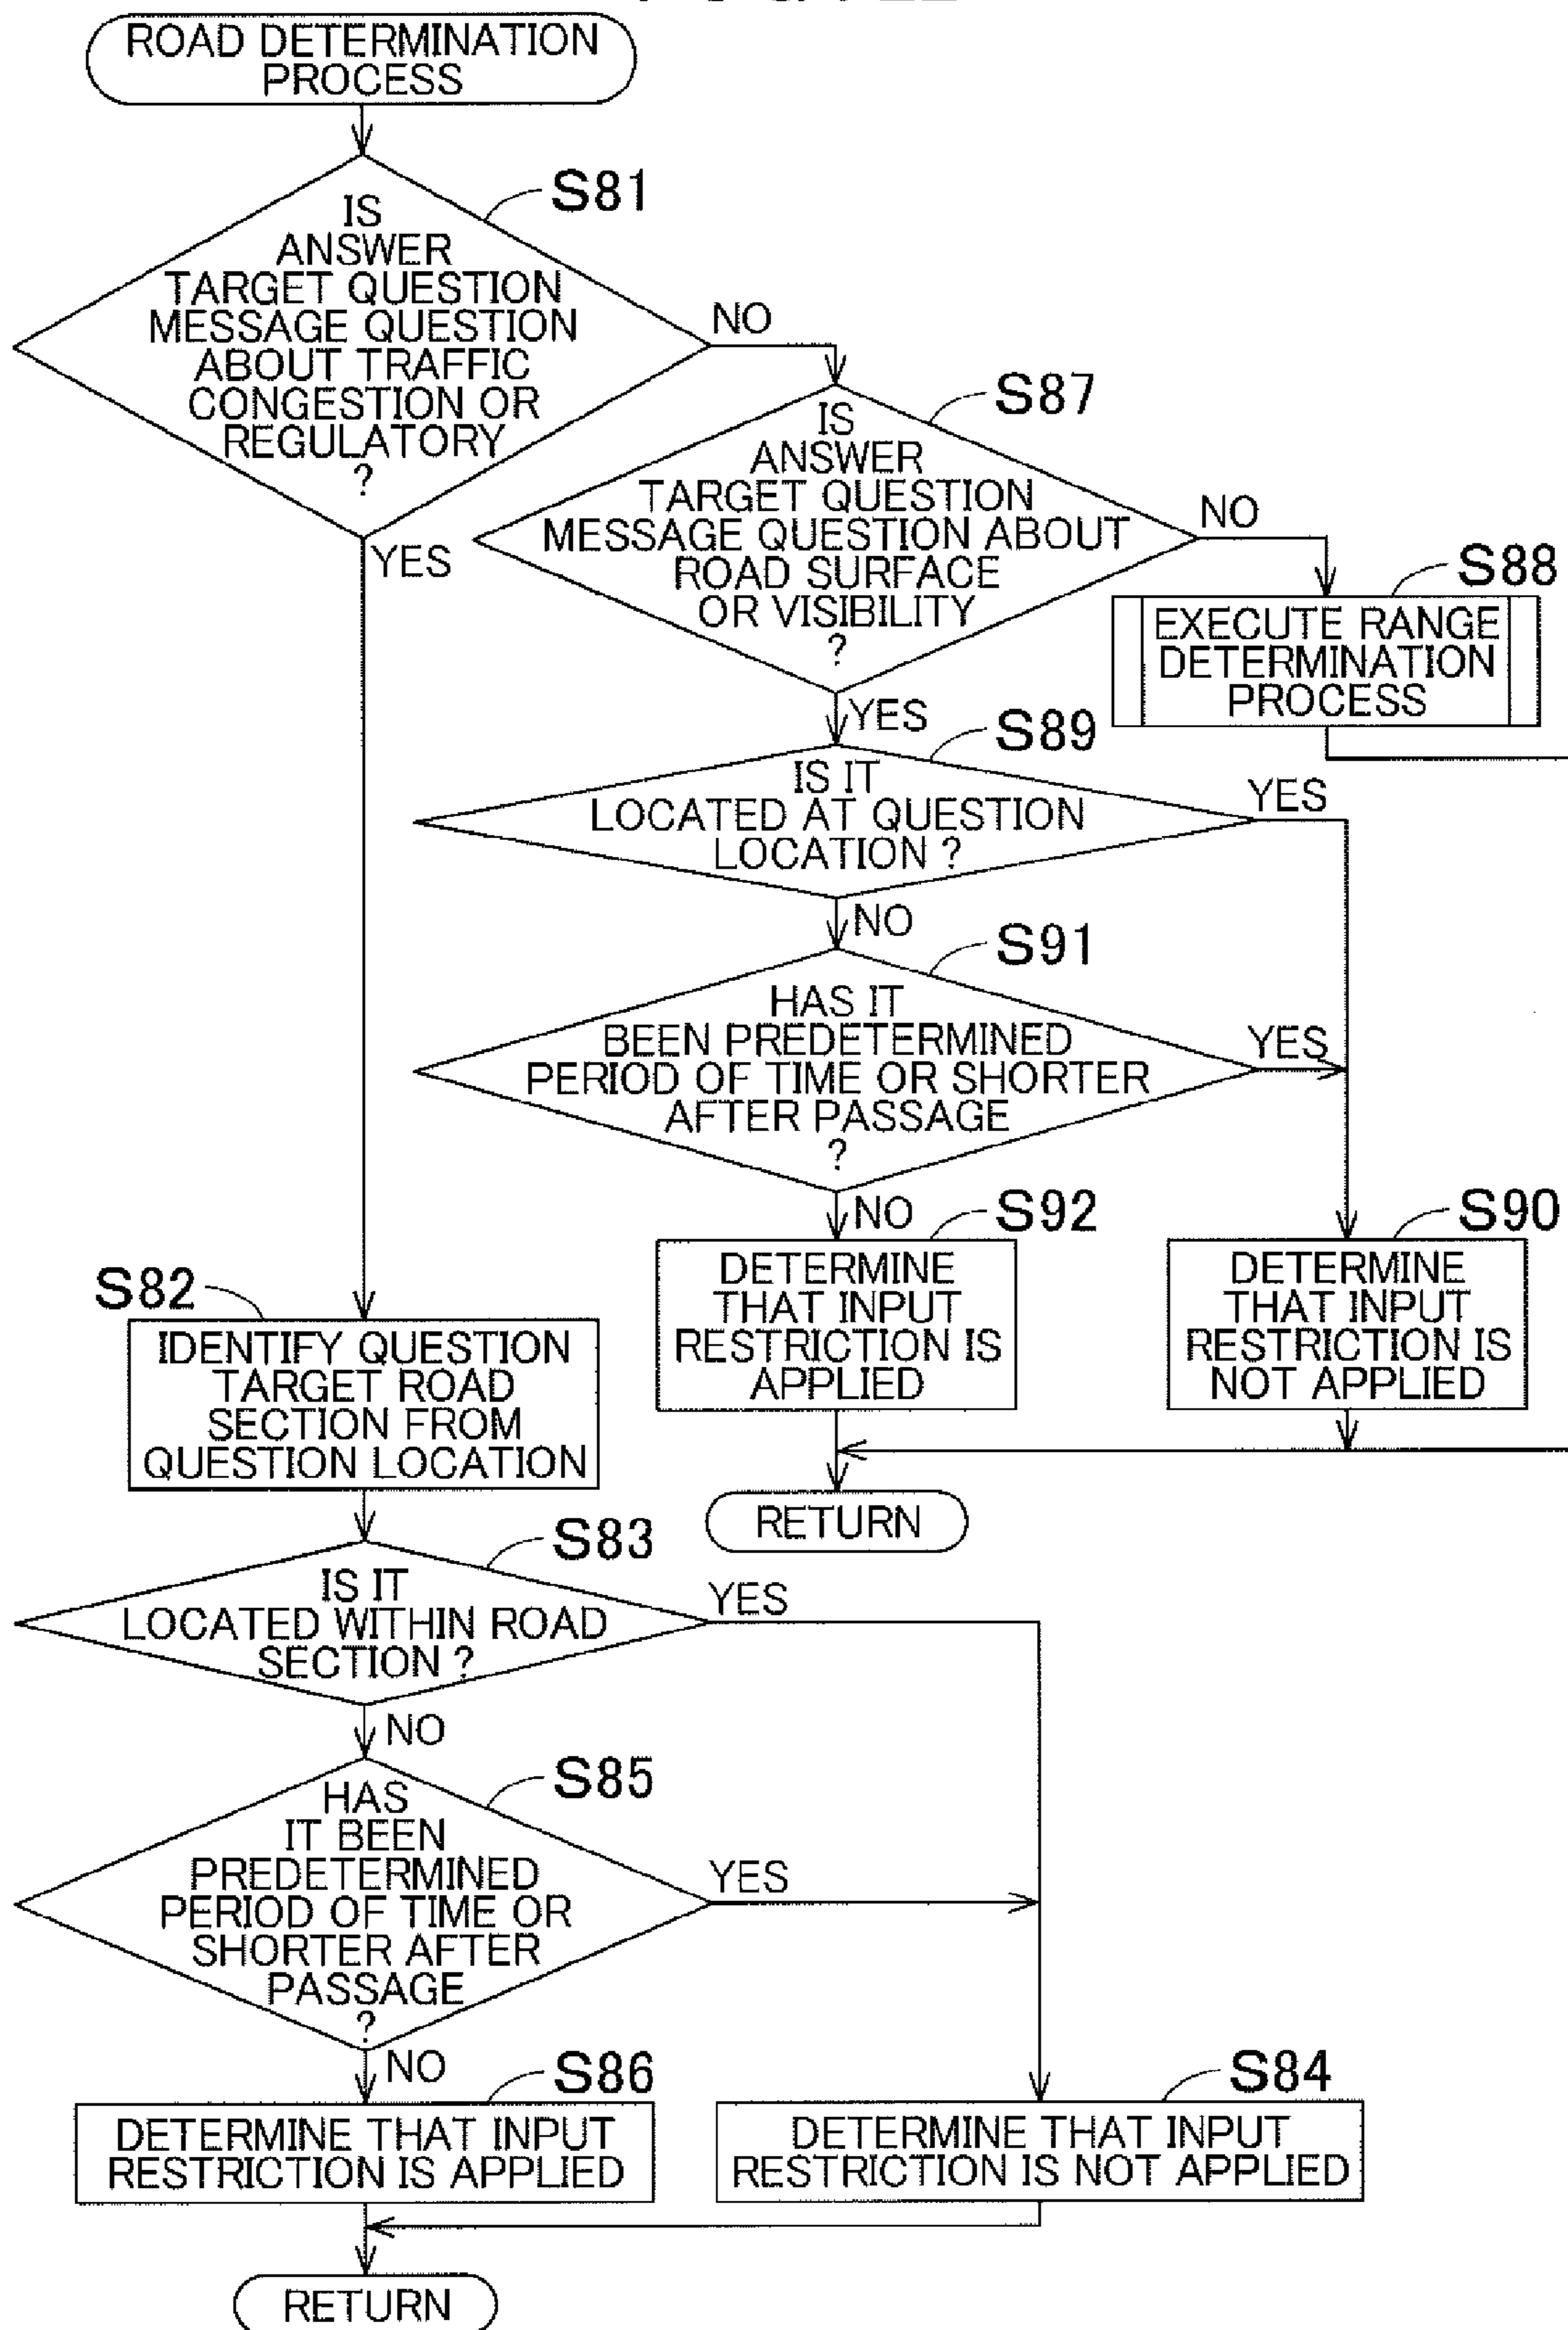 ROAD DETERMINATION
PROCESS
S81
IS
ANSWER
TARGET QUESTION
MESSAGE QUESTION
ABOUT TRAFFIC
CONGESTION OR
REGULATORY
?
NO
YES
S87
IS
ANSWER
TARGET QUESTION
MESSAGE QUESTION ABOUT
ROAD SURFACE
OR VISIBILITY
?
NO
YES
S88
EXECUTE RANGE
DETERMINATION
PROCESS
S89
IS IT
LOCATED AT QUESTION
LOCATION ?
YES
NO
S91
HAS IT
BEEN PREDETERMINED
PERIOD OF TIME OR SHORTER
AFTER PASSAGE
?
YES
NO
S92
DETERMINE
THAT INPUT
RESTRICTION IS
APPLIED
S90
DETERMINE
THAT INPUT
RESTRICTION IS
NOT APPLIED
RETURN
S82
IDENTIFY QUESTION
TARGET ROAD
SECTION FROM
QUESTION LOCATION
S83
IS IT
LOCATED WITHIN ROAD
SECTION ?
YES
NO
S85
HAS
IT BEEN
PREDETERMINED
PERIOD OF TIME OR
SHORTER AFTER
PASSAGE
?
YES
NO
S86
DETERMINE THAT INPUT
RESTRICTION IS APPLIED
S84
DETERMINE THAT INPUT
RESTRICTION IS NOT APPLIED
RETURN